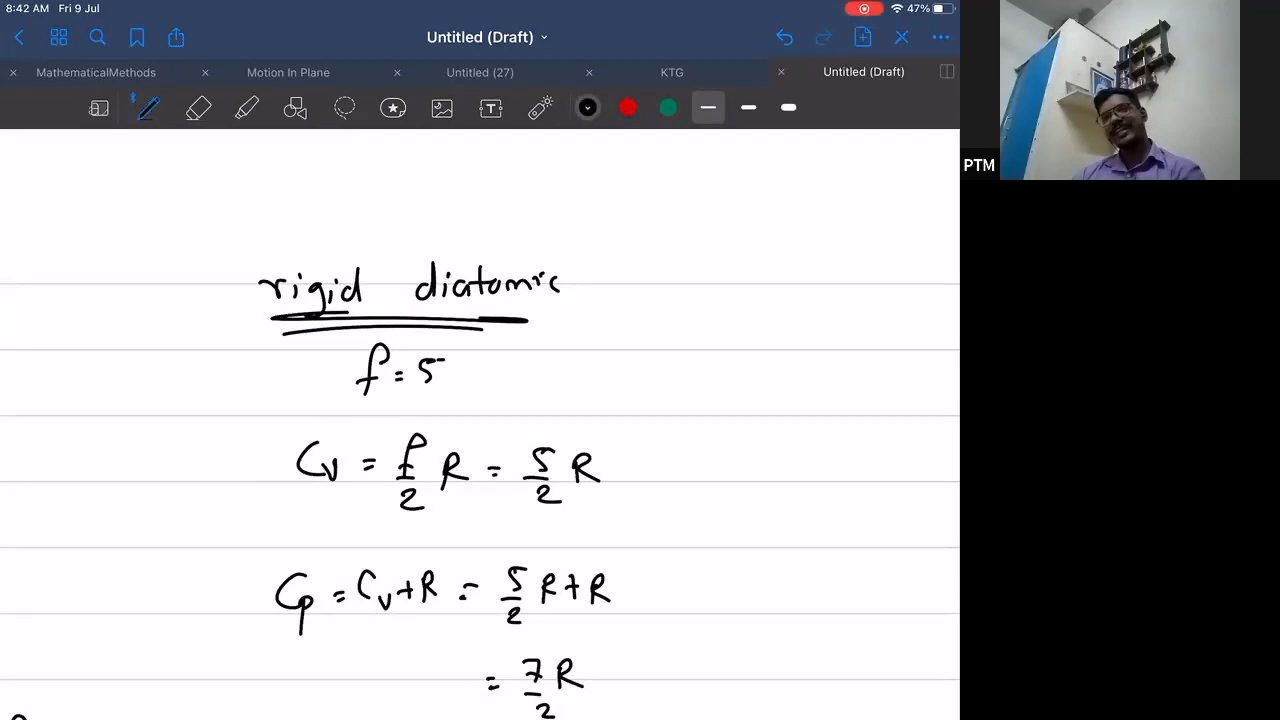 8:42 AM Fri 9 Jul
47%
Untitled (Draft)
MathematicalMethods
Motion In Plane
Untitled (27)
KTG
Untitled (Draft)
T
PTM
rigid diatomic
f = 5
Cv = f/2 R = 5/2 R
Cp = Cv + R = 5/2 R + R
= 7/2 R